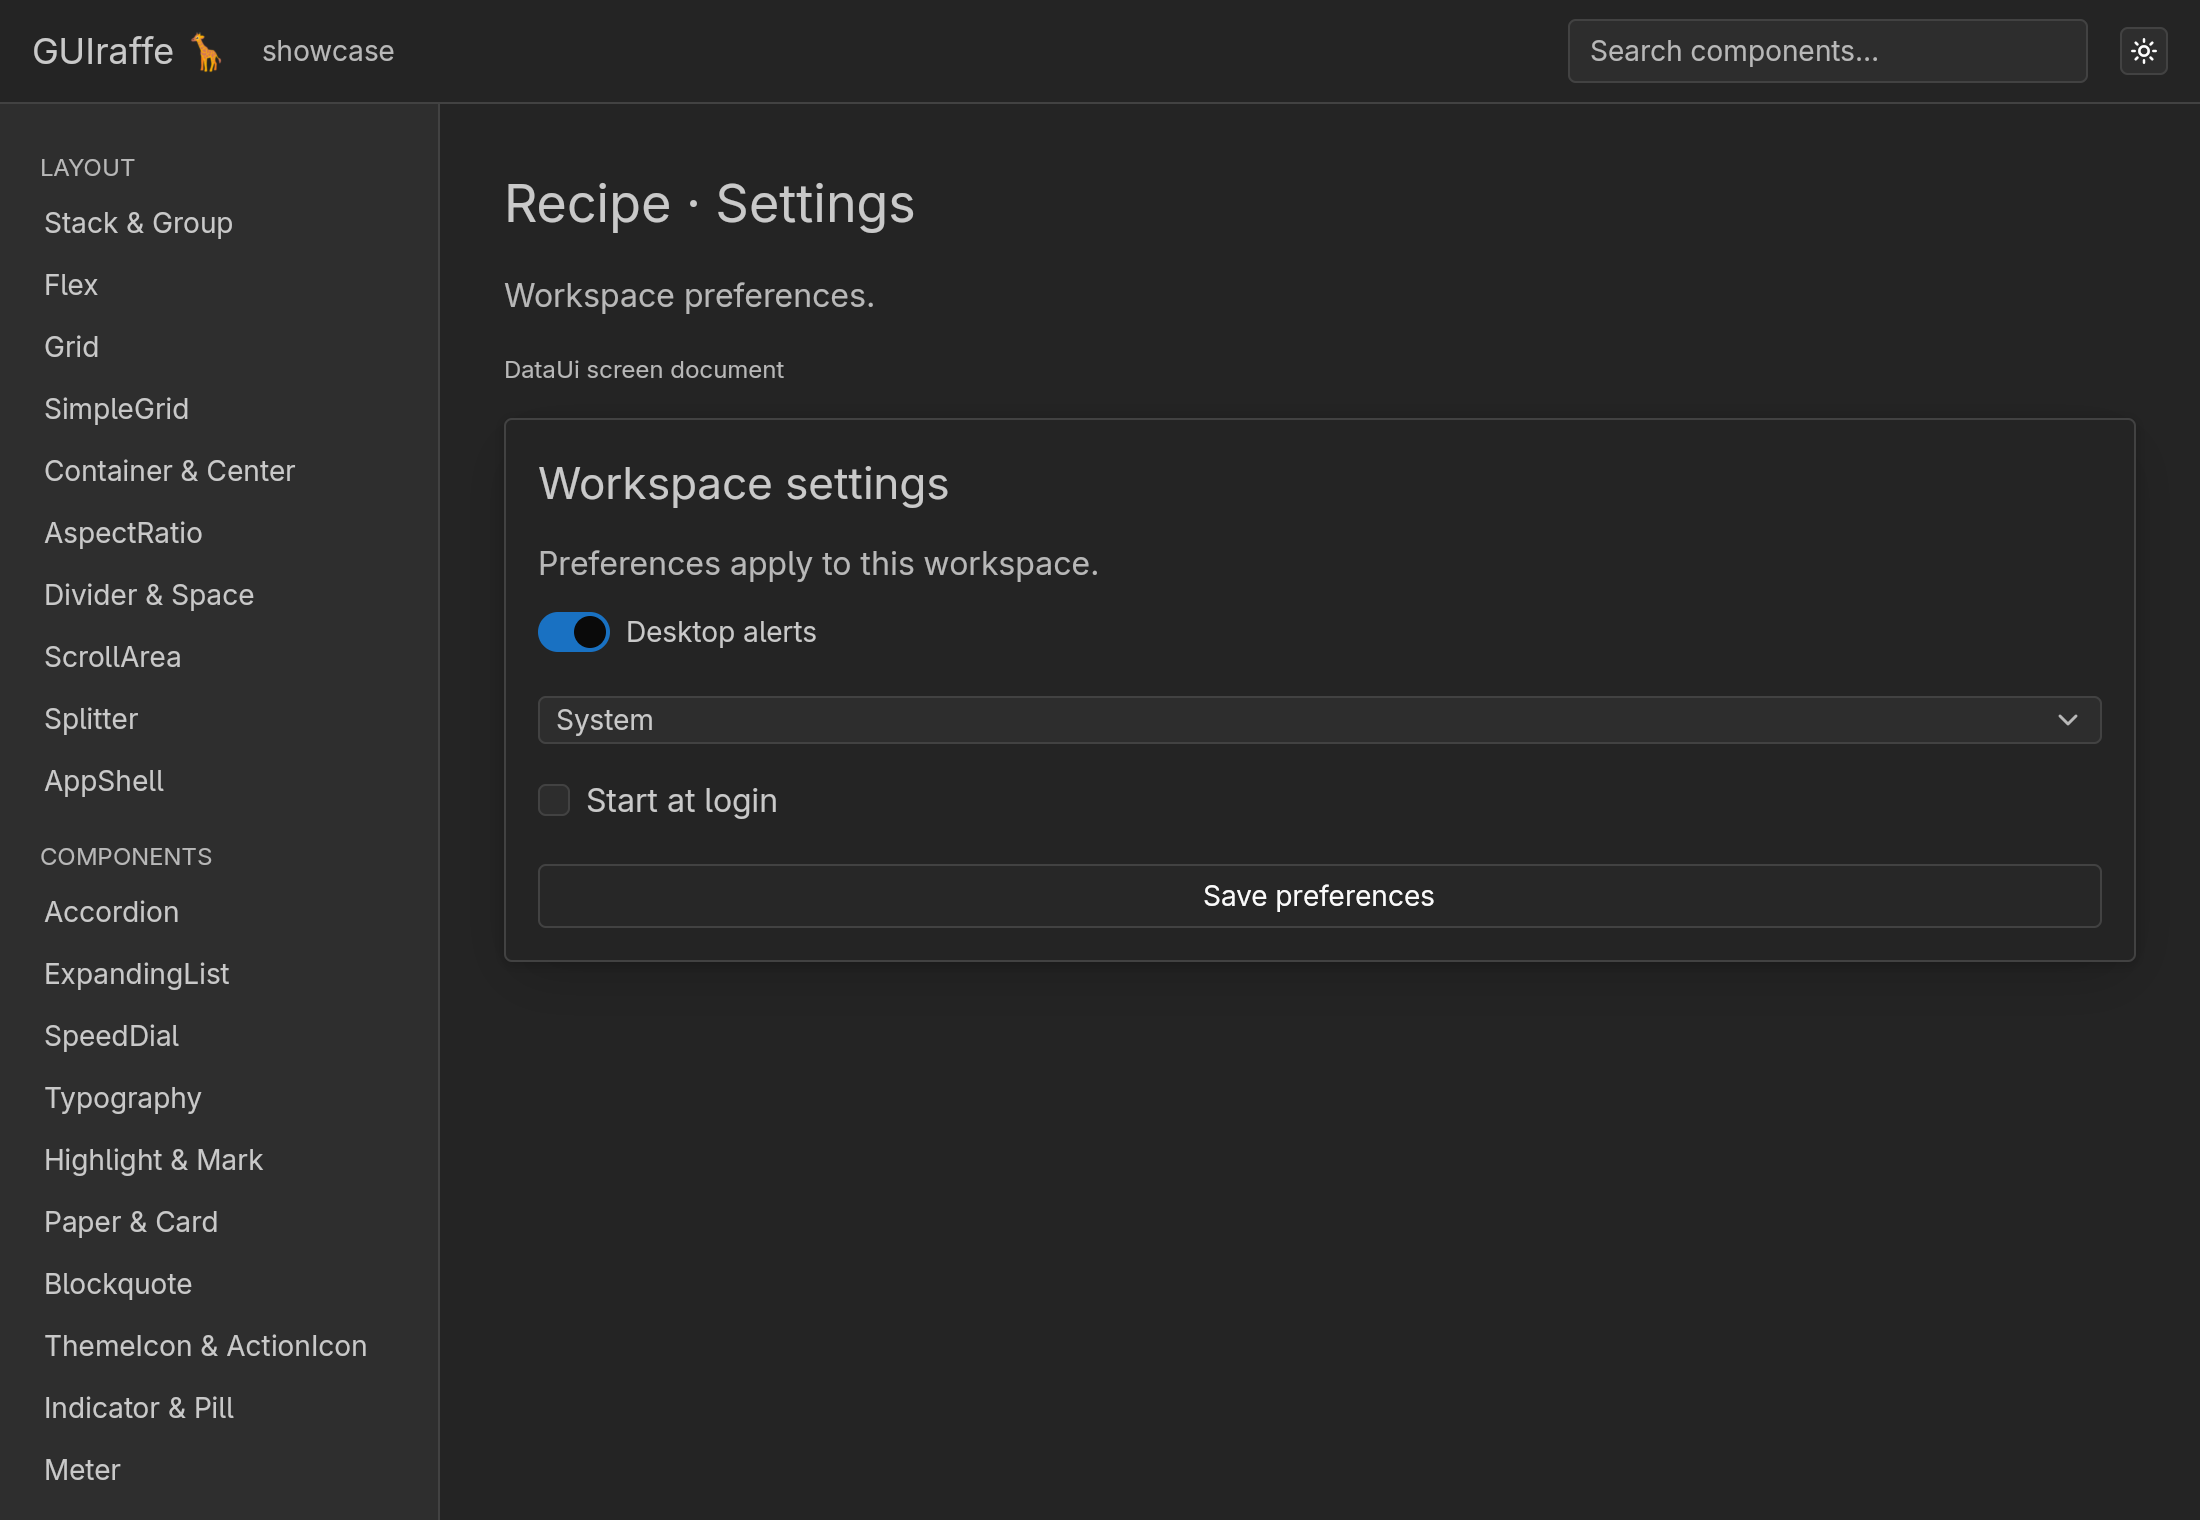 GUIraffe 🦒 showcase
Search components...
LAYOUT
Stack & Group
Flex
Grid
SimpleGrid
Container & Center
AspectRatio
Divider & Space
ScrollArea
Splitter
AppShell
COMPONENTS
Accordion
ExpandingList
SpeedDial
Typography
Highlight & Mark
Paper & Card
Blockquote
ThemeIcon & ActionIcon
Indicator & Pill
Meter
Recipe · Settings
Workspace preferences.
DataUi screen document
Workspace settings
Preferences apply to this workspace.
Desktop alerts
System
Start at login
Save preferences